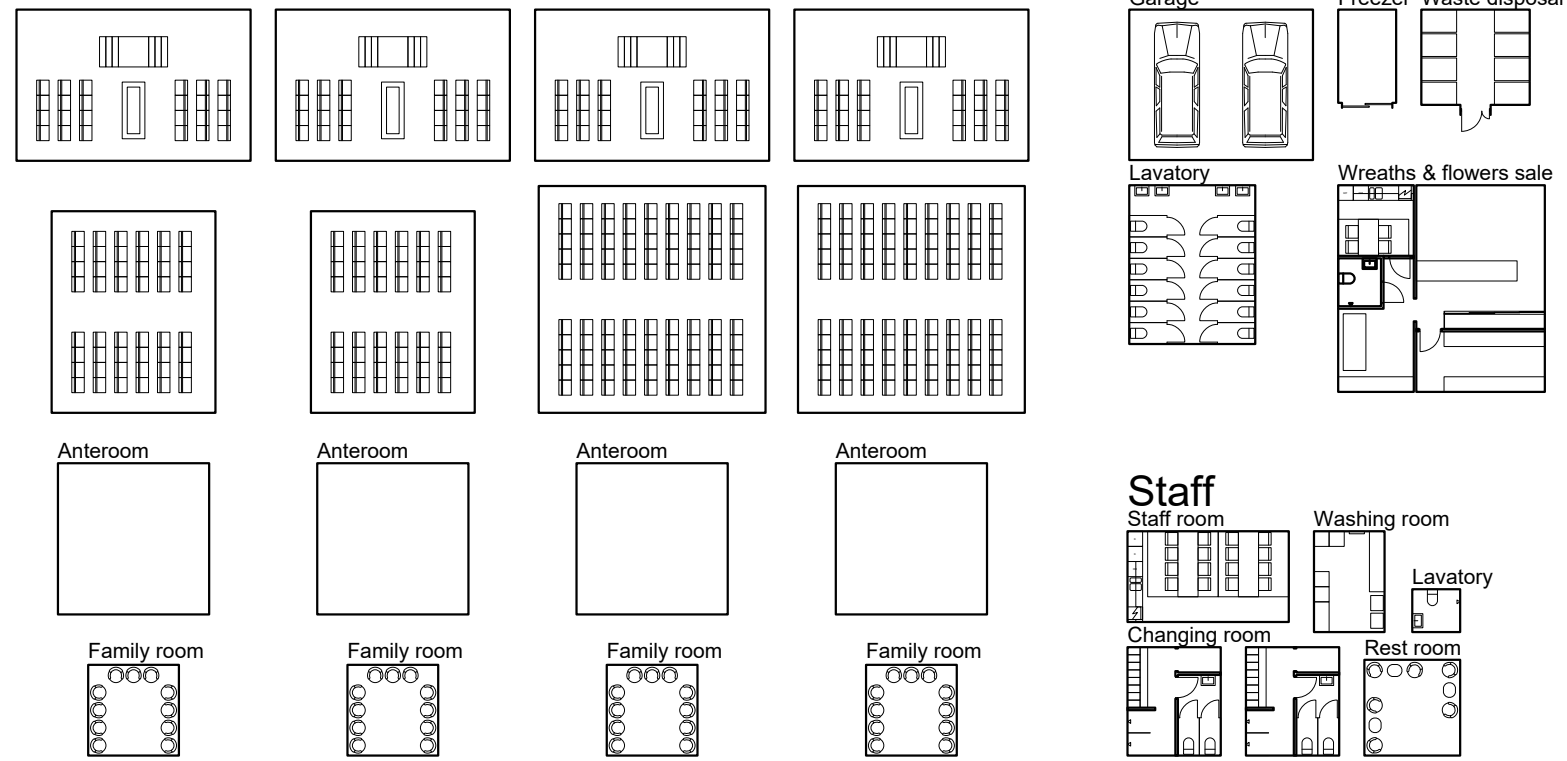 Garage
Freezer
Waste disposal
Lavatory
Wreaths & flowers sale
Anteroom
Anteroom
Anteroom
Anteroom
Staff
Staff room
Washing room
Lavatory
Changing room
Rest room
Family room
Family room
Family room
Family room